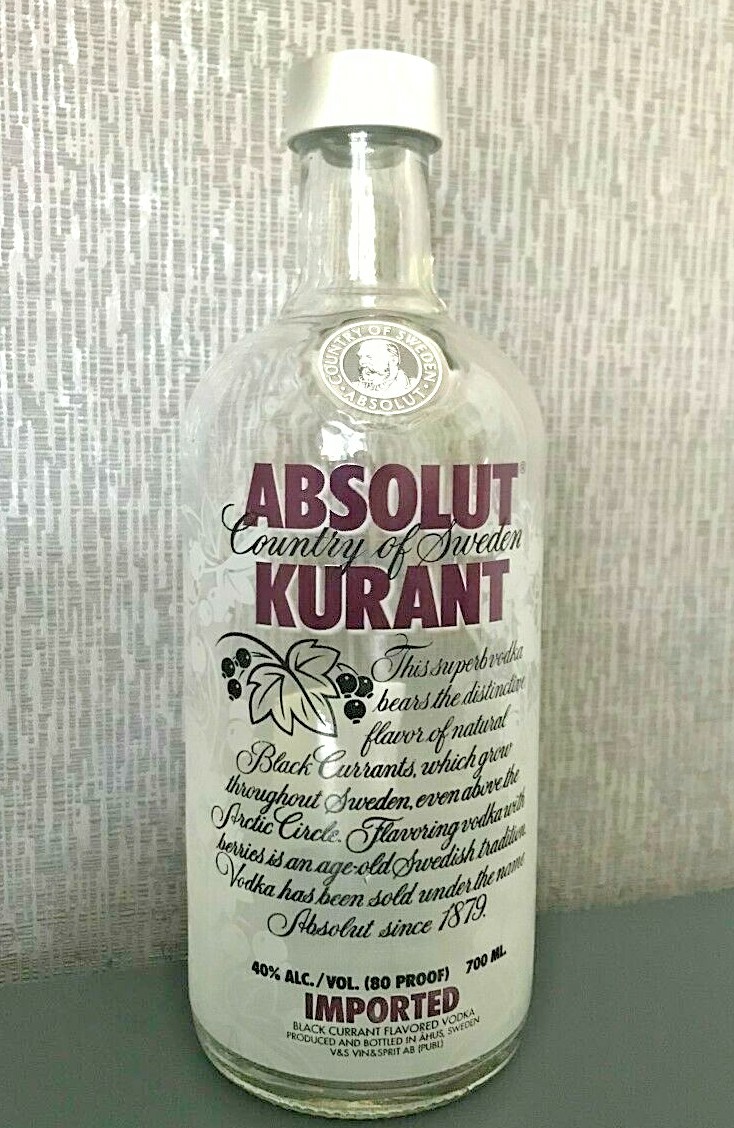 COUNTRY OF SWEDEN
ABSOLUT
ABSOLUT®
Country of Sweden
KURANT
This superb vodka
bears the distinctive
flavor of natural
Black Currants, which grow
throughout Sweden, even above the
Arctic Circle. Flavoring vodka with
berries is an age-old Swedish tradition.
Vodka has been sold under the name
Absolut since 1879.
40% ALC./VOL. (80 PROOF) 700 ML.
IMPORTED
BLACK CURRANT FLAVORED VODKA
PRODUCED AND BOTTLED IN ÅHUS, SWEDEN
V&S VIN&SPRIT AB (PUBL)